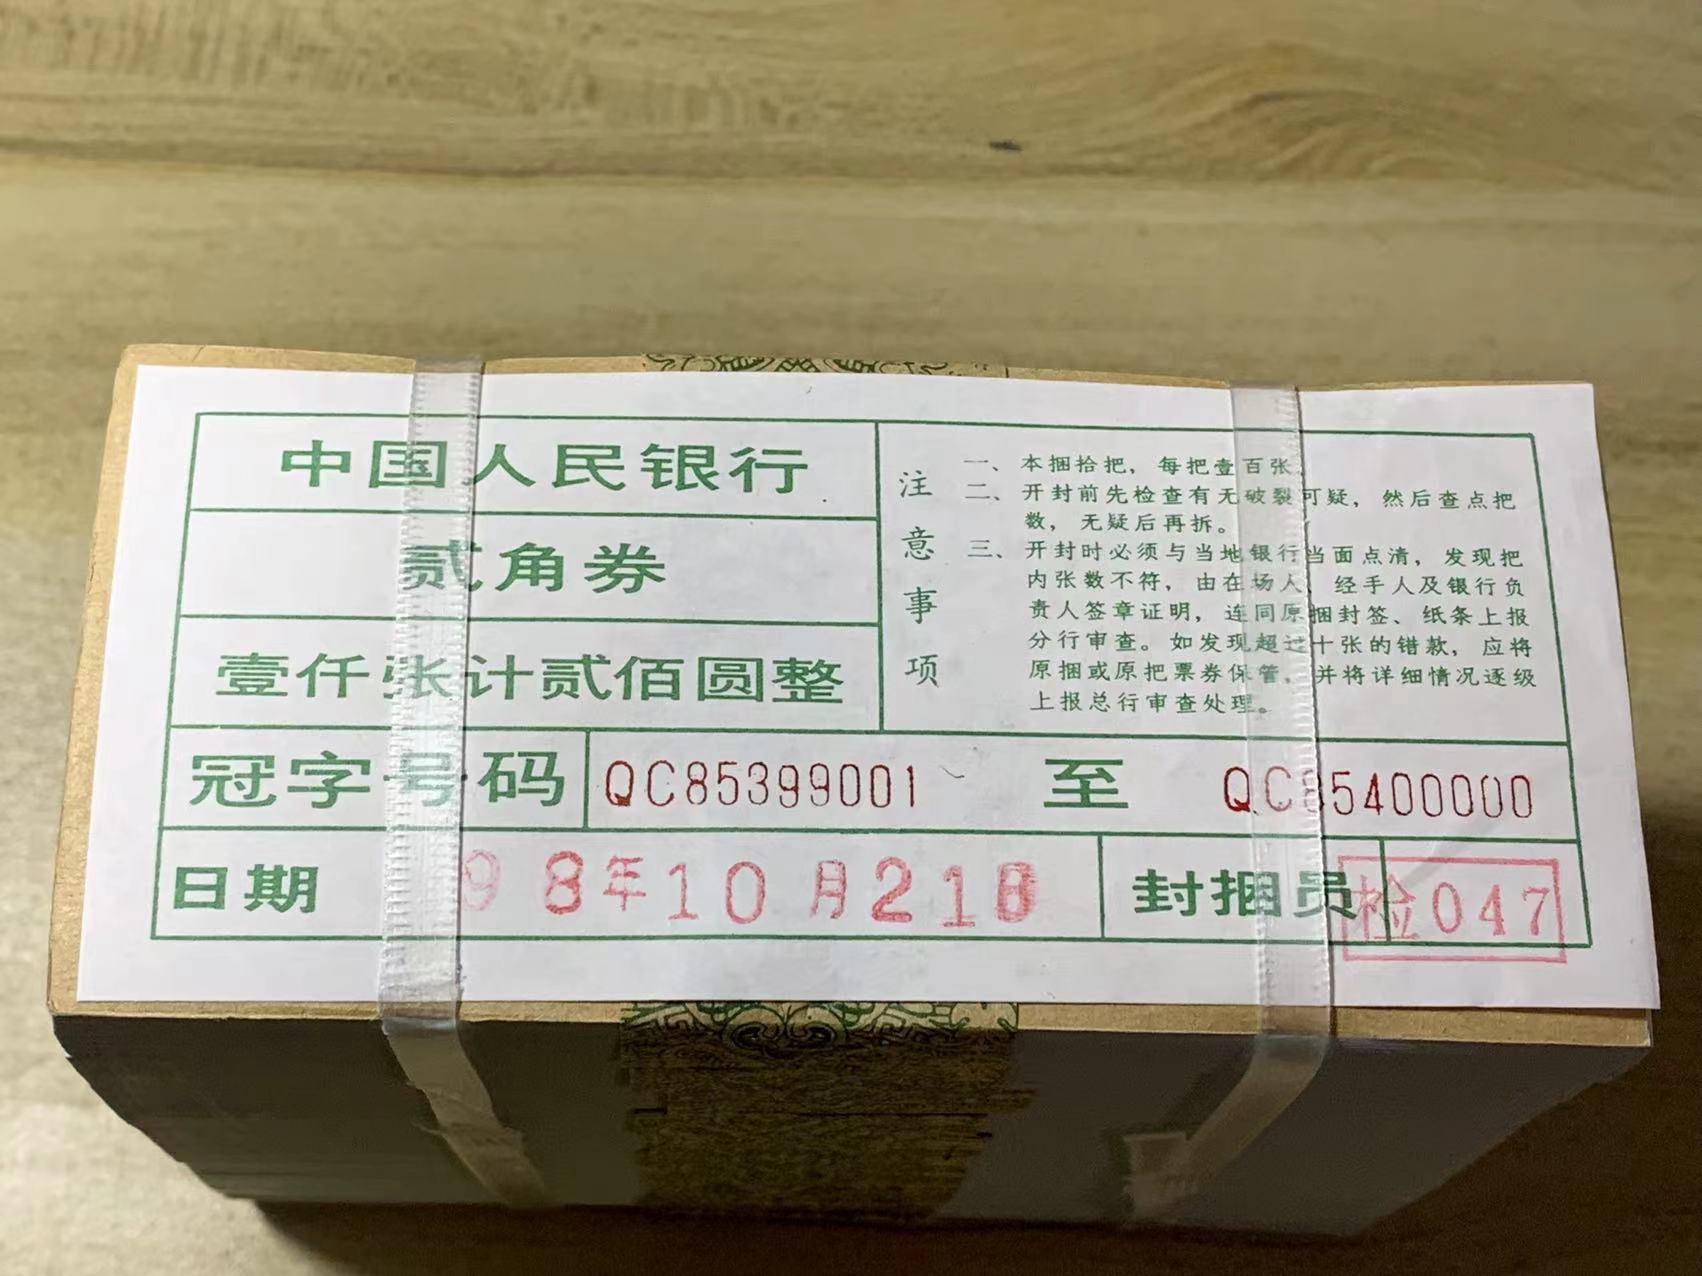 中国人民银行
贰角券
壹仟张计贰佰圆整
注意事项
一、本捆拾把，每把壹百张。
二、开封前先检查有无破裂可疑，然后查点把
数，无疑后再拆。
三、开封时必须与当地银行当面点清，发现把
内张数不符，由在场人、经手人及银行负
责人签章证明，连同原捆封签、纸条上报
分行审查。如发现超过十张的错款，应将
原捆或原把票券保管，并将详细情况逐级
上报总行审查处理。
冠字号码 QC85399001 至 QC85400000
日期 98年10月21日 封捆员 检047